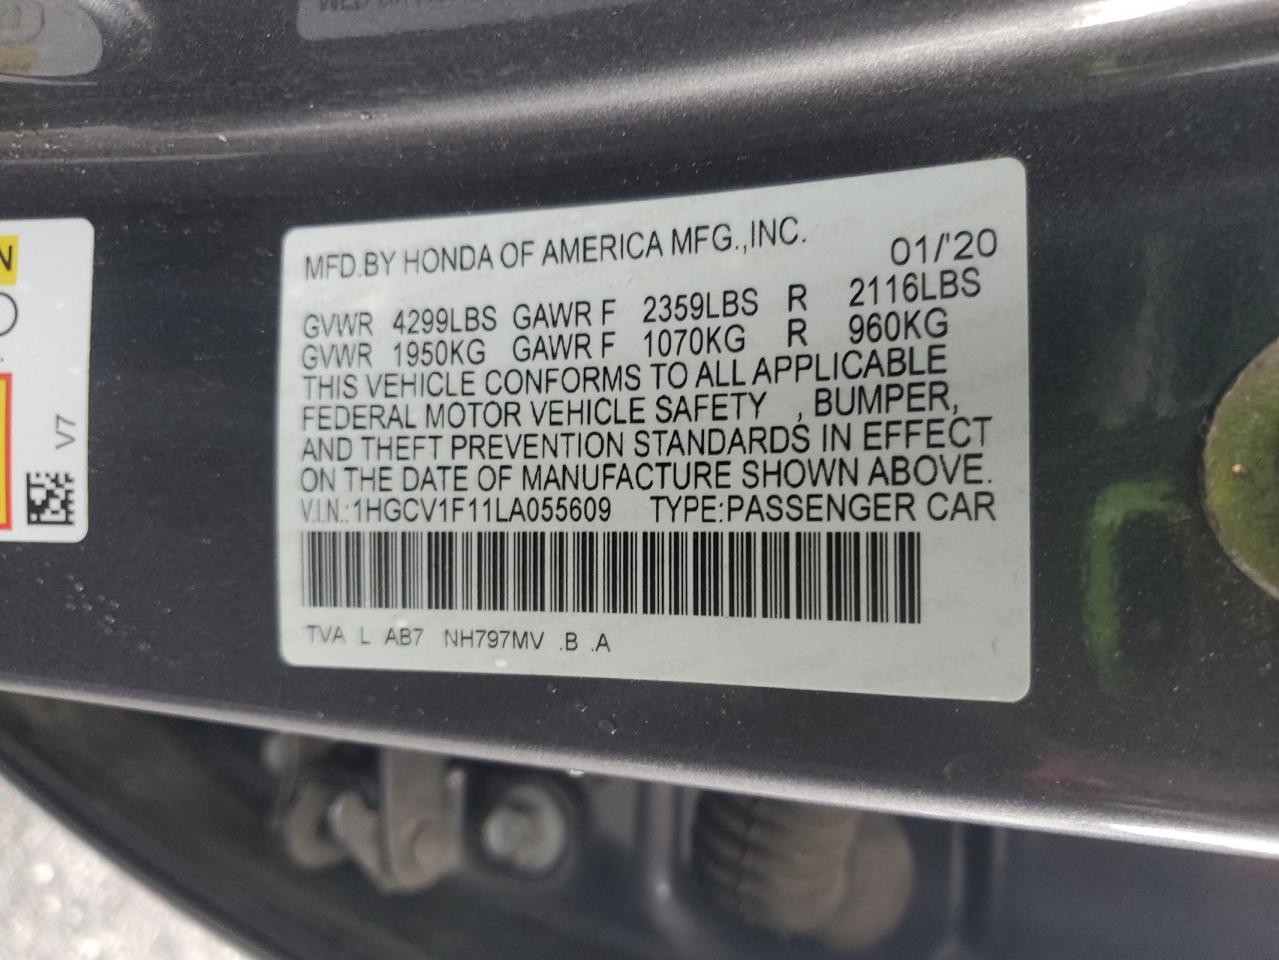 MFD.BY HONDA OF AMERICA MFG.,INC. 01/'20
GVWR 4299LBS GAWR F 2359LBS R 2116LBS
GVWR 1950KG GAWR F 1070KG R 960KG
THIS VEHICLE CONFORMS TO ALL APPLICABLE
FEDERAL MOTOR VEHICLE SAFETY , BUMPER,
AND THEFT PREVENTION STANDARDS IN EFFECT
ON THE DATE OF MANUFACTURE SHOWN ABOVE.
V.I.N.: 1HGCV1F11LA055609 TYPE:PASSENGER CAR
TVA L AB7 NH797MV .B .A
V7